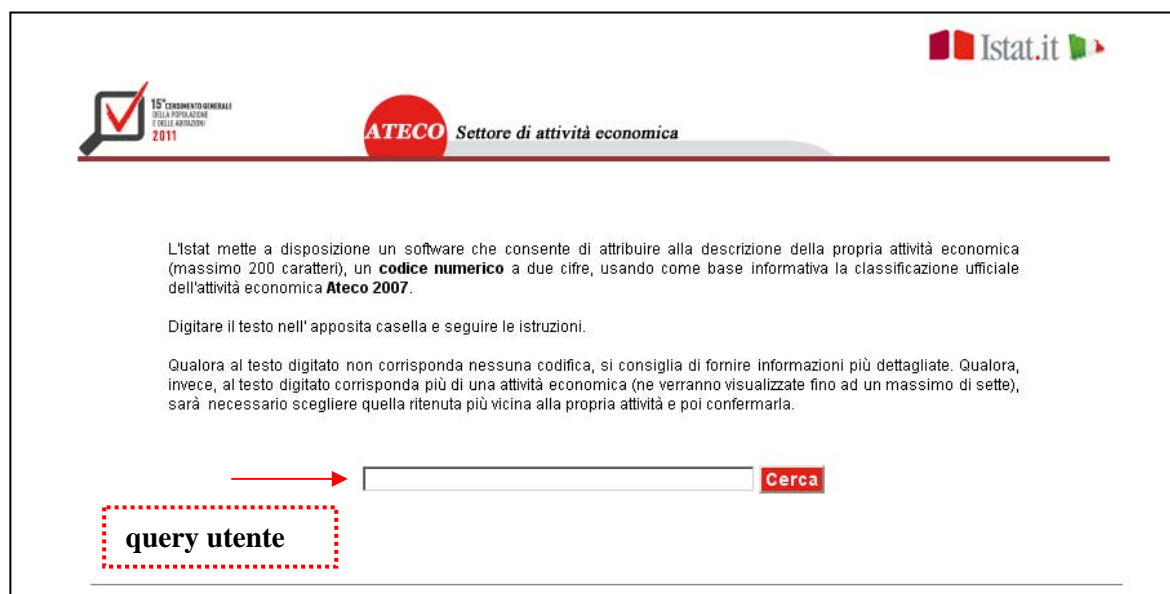 Istat.it
15° CENSIMENTO GENERALE
DELLA POPOLAZIONE
E DELLE ABITAZIONI
2011
ATECO Settore di attività economica
L'Istat mette a disposizione un software che consente di attribuire alla descrizione della propria attività economica
(massimo 200 caratteri), un codice numerico a due cifre, usando come base informativa la classificazione ufficiale
dell'attività economica Ateco 2007.
Digitare il testo nell' apposita casella e seguire le istruzioni.
Qualora al testo digitato non corrisponda nessuna codifica, si consiglia di fornire informazioni più dettagliate. Qualora,
invece, al testo digitato corrisponda più di una attività economica (ne verranno visualizzate fino ad un massimo di sette),
sarà necessario scegliere quella ritenuta più vicina alla propria attività e poi confermarla.
Cerca
query utente